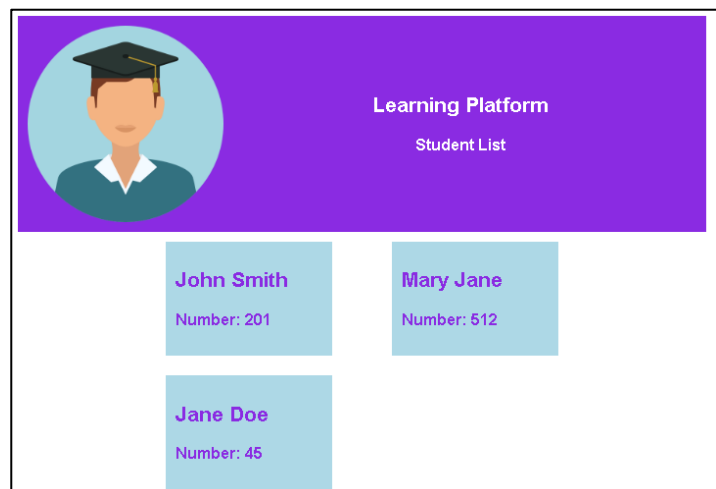 Learning Platform
Student List
John Smith
Number: 201
Mary Jane
Number: 512
Jane Doe
Number: 45